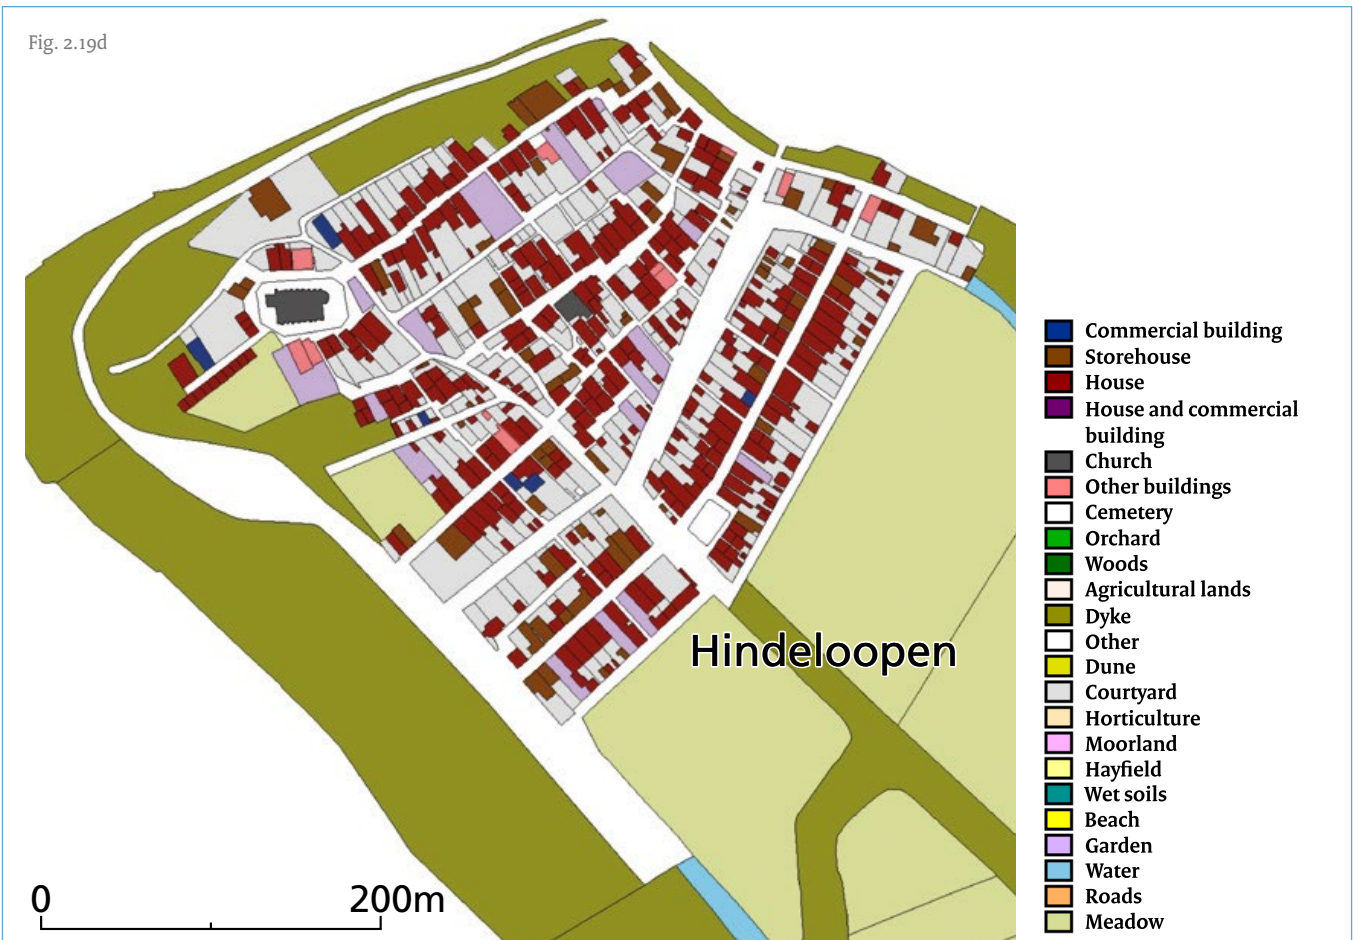 Fig. 2.19d
Hindeloopen
0 200m
Commercial building
Storehouse
House
House and commercial
building
Church
Other buildings
Cemetery
Orchard
Woods
Agricultural lands
Dyke
Other
Dune
Courtyard
Horticulture
Moorland
Hayfield
Wet soils
Beach
Garden
Water
Roads
Meadow